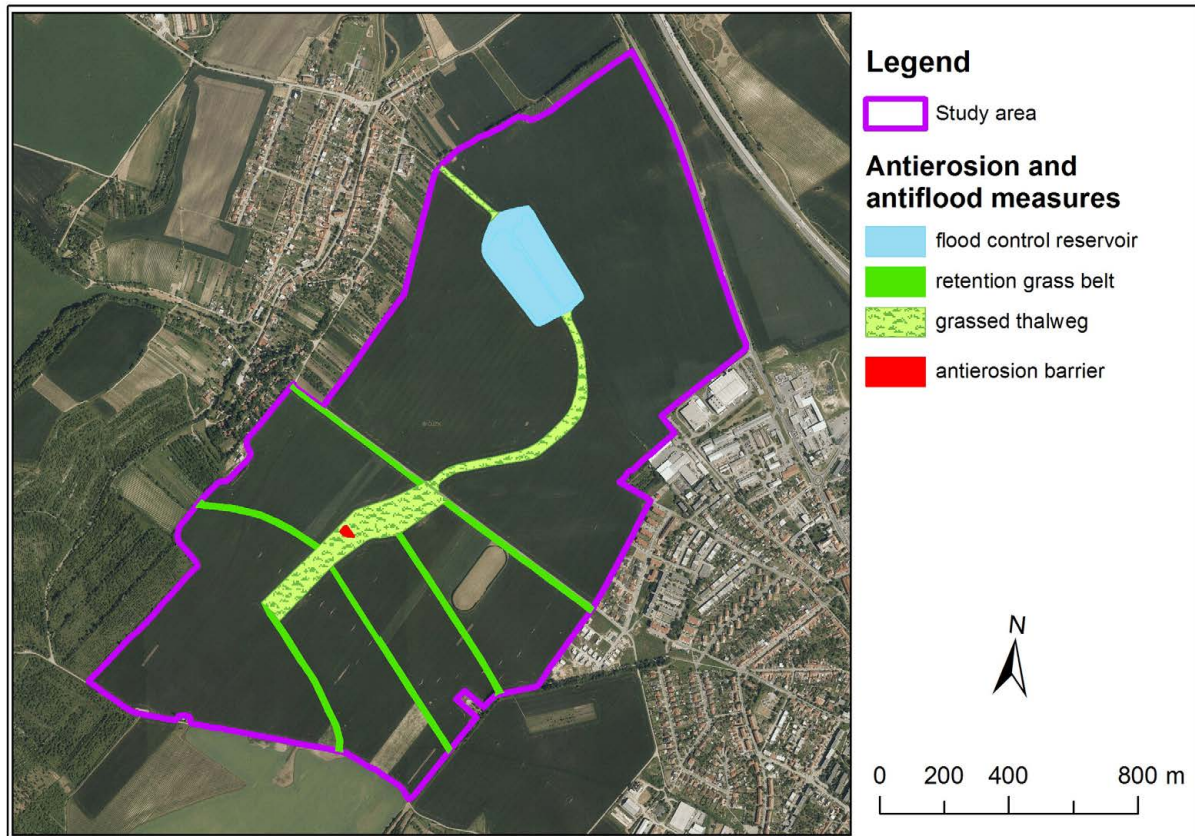 Legend
Study area
Antierosion and
antiflood measures
flood control reservoir
retention grass belt
grassed thalweg
antierosion barrier
N
0 200 400 800 m